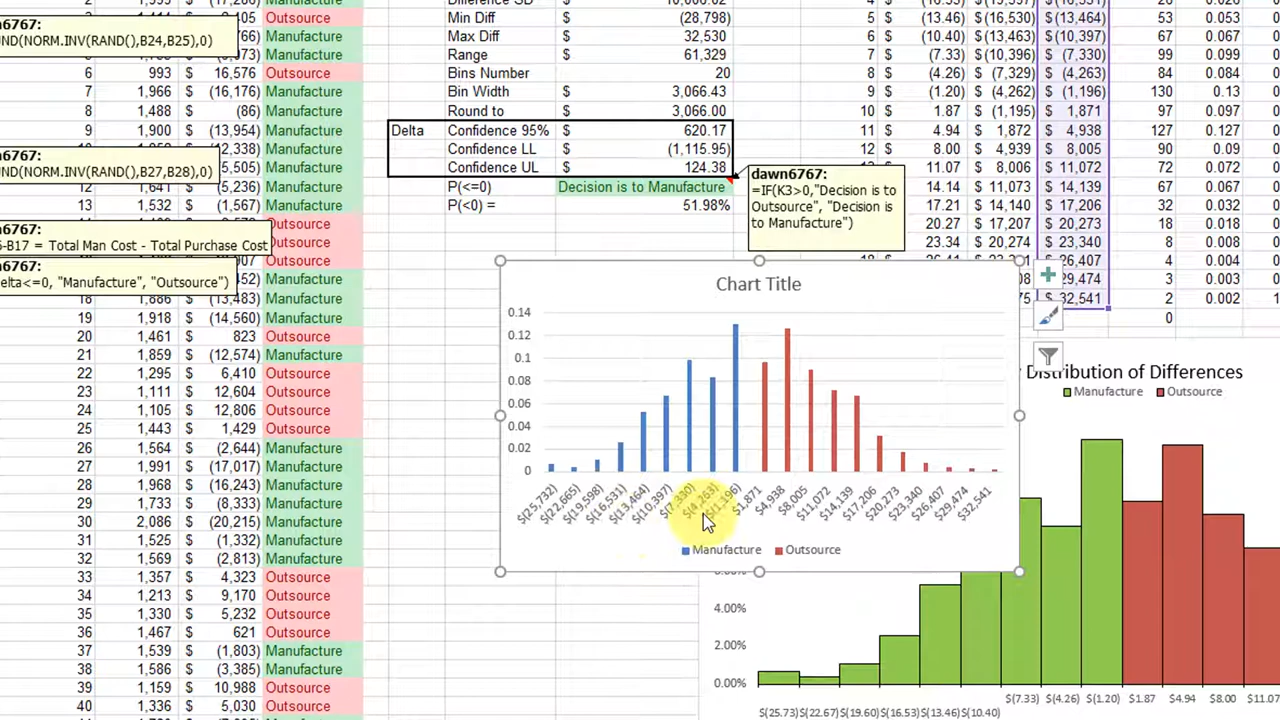 2 Manufacture Difference SD 4
405 Outsource Min Diff $ (28,798) 5 (13.46) $ (16,530) $ (13,464) 53 0.053
UND(NORM.INV(RAND(),B24,B25),0) Manufacture Max Diff $ 32,530 6 (10.40) $ (13,463) $ (10,397) 67 0.067
Manufacture Range $ 61,329 7 (7.33) $ (10,396) $ (7,330) 99 0.099
6 993 $ 16,576 Outsource Bins Number 20 8 (4.26) $ (7,329) $ (4,263) 84 0.084
7 1,966 $ (16,176) Manufacture Bin Width $ 3,066.43 9 (1.20) $ (4,262) $ (1,196) 130 0.13
8 1,488 $ (86) Manufacture Round to $ 3,066.00 10 1.87 $ (1,195) $ 1,871 97 0.097
9 1,900 $ (13,954) Manufacture Delta Confidence 95% $ 620.17 11 4.94 $ 1,872 $ 4,938 127 0.127
dawn6767: Manufacture Confidence LL $ (1,115.95) 12 8.00 $ 4,939 $ 8,005 90 0.09
UND(NORM.INV(RAND(),B27,B28),0) Manufacture Confidence UL $ 124.38 11.07 $ 8,006 $ 11,072 72 0.072
12 1,641 $ (5,236) Manufacture P(<=0) Decision is to Manufacture 14.14 $ 11,073 $ 14,139 67 0.067
13 1,532 $ (1,567) Manufacture P(<0) = 51.98% 17.21 $ 14,140 $ 17,206 32 0.032
Outsource 20.27 $ 17,207 $ 20,273 18 0.018
dawn6767:
=IF(K3>0,"Decision is to
Outsource", "Decision is
to Manufacture")
B17 = Total Man Cost - Total Purchase Cost Outsource 23.34 $ 20,274 $ 23,340 8 0.008
Outsource $ 26,407 4 0.004
Delta<=0, "Manufacture", "Outsource") Manufacture $ 29,474 3 0.003
18 1,886 $ (13,483) Manufacture $ 32,541 2 0.002
19 1,918 $ (14,560) Manufacture 0
20 1,461 $ 823 Outsource
21 1,859 $ (12,574) Manufacture
22 1,295 $ 6,410 Outsource
23 1,111 $ 12,604 Outsource
24 1,105 $ 12,806 Outsource
25 1,443 $ 1,429 Outsource
26 1,564 $ (2,644) Manufacture
27 1,991 $ (17,017) Manufacture
28 1,968 $ (16,243) Manufacture
29 1,733 $ (8,333) Manufacture
30 2,086 $ (20,215) Manufacture
31 1,525 $ (1,332) Manufacture
32 1,569 $ (2,813) Manufacture
33 1,357 $ 4,323 Outsource
34 1,213 $ 9,170 Outsource
35 1,330 $ 5,232 Outsource
36 1,467 $ 621 Outsource
37 1,539 $ (1,803) Manufacture
38 1,586 $ (3,385) Manufacture
39 1,159 $ 10,988 Outsource
40 1,336 $ 5,030 Outsource
Chart Title
0.14
0.12
0.1
0.08
0.06
0.04
0.02
0
$(25,732) $(22,665) $(19,598) $(16,531) $(13,464) $(10,397) $(7,330) $(4,263) $(1,196) $1,871 $4,938 $8,005 $11,072 $14,139 $17,206 $20,273 $23,340 $26,407 $29,474 $32,541
Manufacture Outsource
Distribution of Differences
Manufacture Outsource
4.00%
2.00%
0.00%
$(7.33) $(4.26) $(1.20) $1.87 $4.94 $8.00 $11.07
$(25.73) $(22.67) $(19.60) $(16.53) $(13.46) $(10.40)